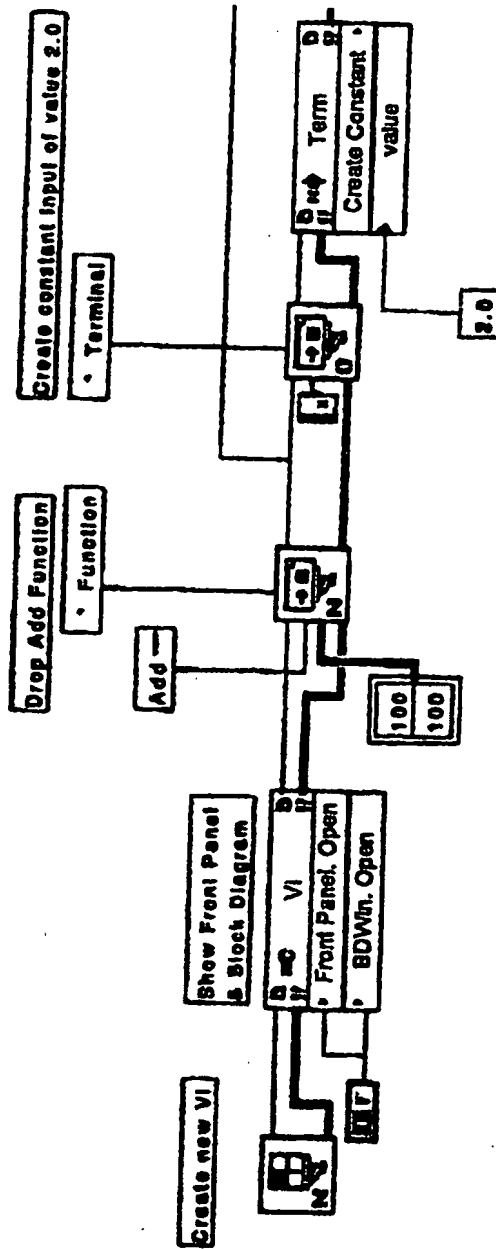 Create new VI
N
Show Front Panel
& Block Diagram
VI
Front Panel. Open
BDWin. Open
Drop Add Function
Function
Add
N
100
100
Create constant input of value 2.0
Terminal
O
Term
Create Constant
value
2.0